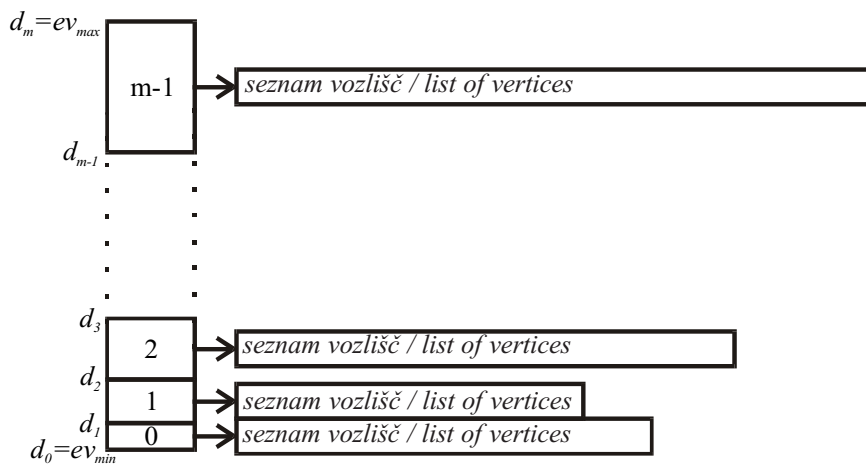 d_m=ev_max
m-1
seznam vozlišč / list of vertices
d_m-1
d_3
2
seznam vozlišč / list of vertices
d_2
1
seznam vozlišč / list of vertices
d_1
0
seznam vozlišč / list of vertices
d_0=ev_min